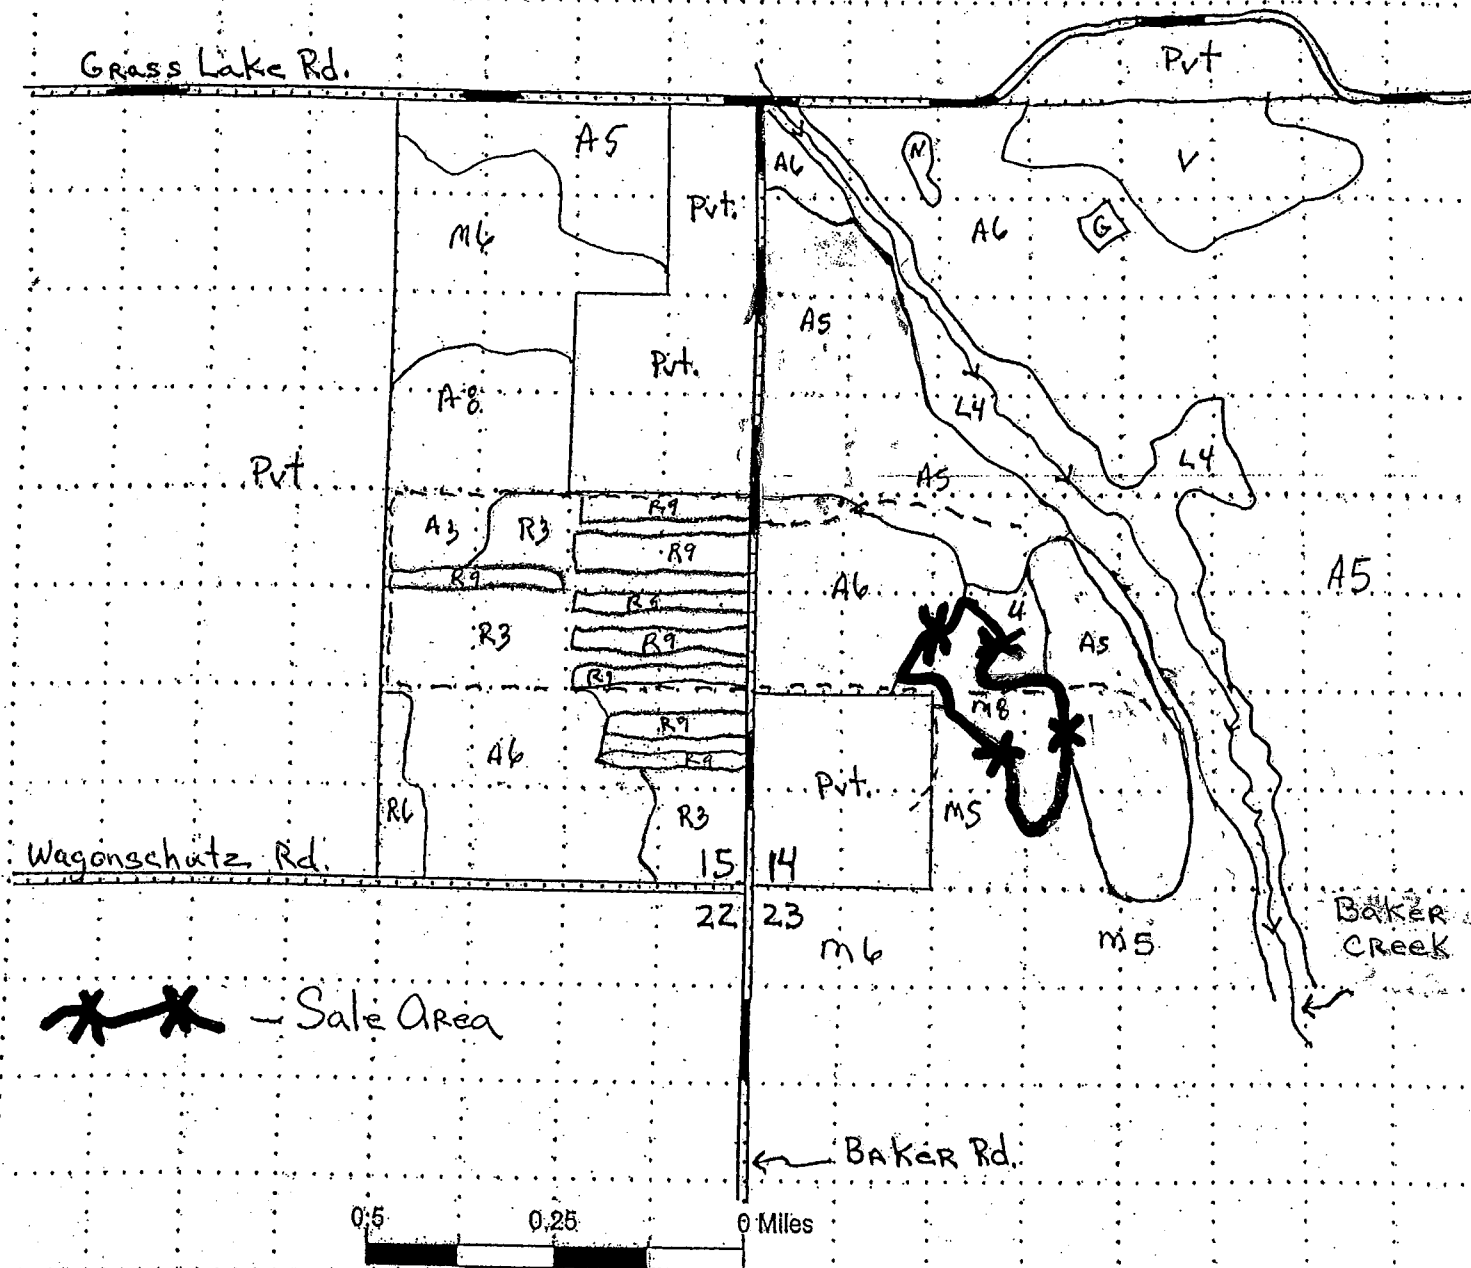 Pvt
Grass Lake Rd.
A5
A6
N
V
Pvt.
M6
A6
G
A5
Pvt.
A8
L4
L4
Pvt
A5
R9
A3
R3
R9
R9
A6
A5
R3
R9
4
A5
R9
m8
R9
A6
R9
R6
R3
Pvt.
m5
Wagonschutz Rd.
15 14
22 23
m6
m5
Baker
Creek
- Sale Area
Baker Rd.
0.5 0.25 0 Miles